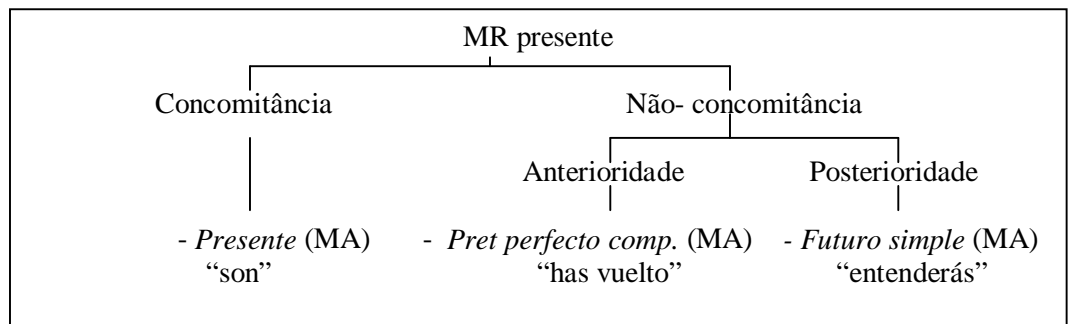 MR presente
Concomitância Não- concomitância
Anterioridade Posterioridade
- Presente (MA) - Pret perfecto comp. (MA) - Futuro simple (MA)
“son” “has vuelto” “entenderás”